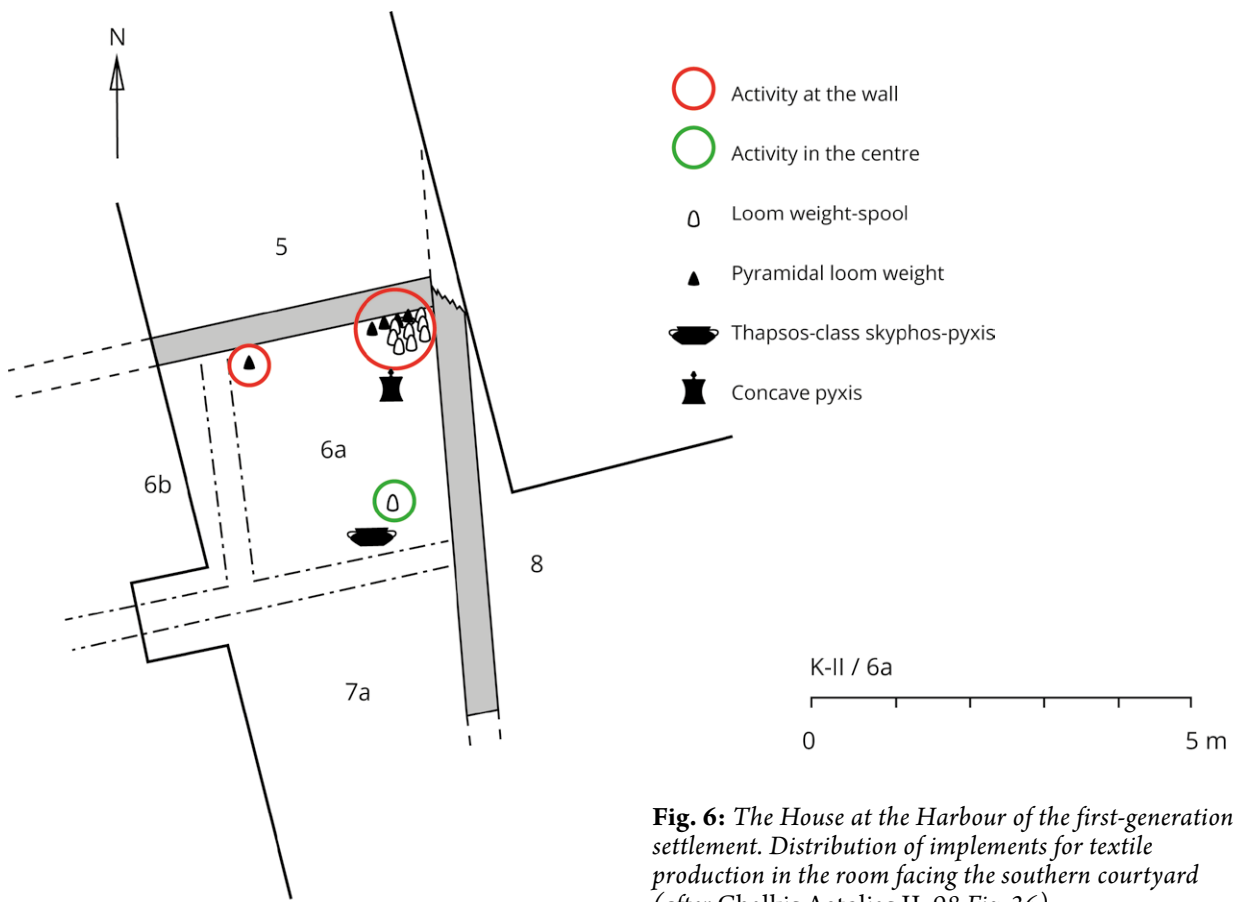 N
5
6a
6b
7a
8
Activity at the wall
Activity in the centre
Loom weight-spool
Pyramidal loom weight
Thapsos-class skyphos-pyxis
Concave pyxis
K-II / 6a
0 5 m
Fig. 6: The House at the Harbour of the first-generation
settlement. Distribution of implements for textile
production in the room facing the southern courtyard